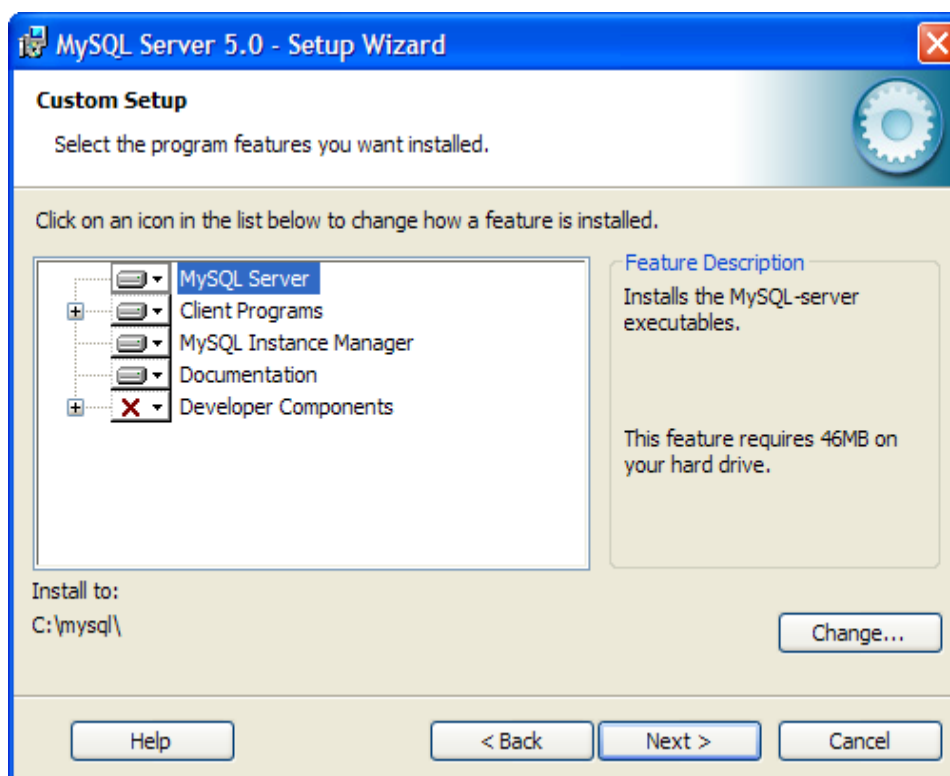 MySQL Server 5.0 - Setup Wizard
Custom Setup
Select the program features you want installed.
Click on an icon in the list below to change how a feature is installed.
MySQL Server
Client Programs
MySQL Instance Manager
Documentation
Developer Components
Feature Description
Installs the MySQL-server
executables.
This feature requires 46MB on
your hard drive.
Install to:
C:\mysql\
Change...
Help
< Back
Next >
Cancel